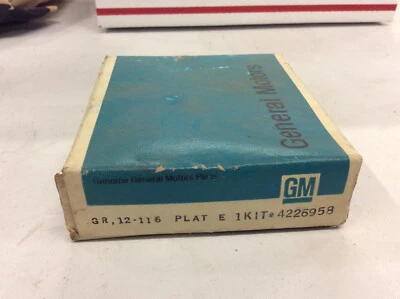 General Motors
Genuine General Motors Parts
GM
GR, 12-116 PLAT E 1KIT# 4226958